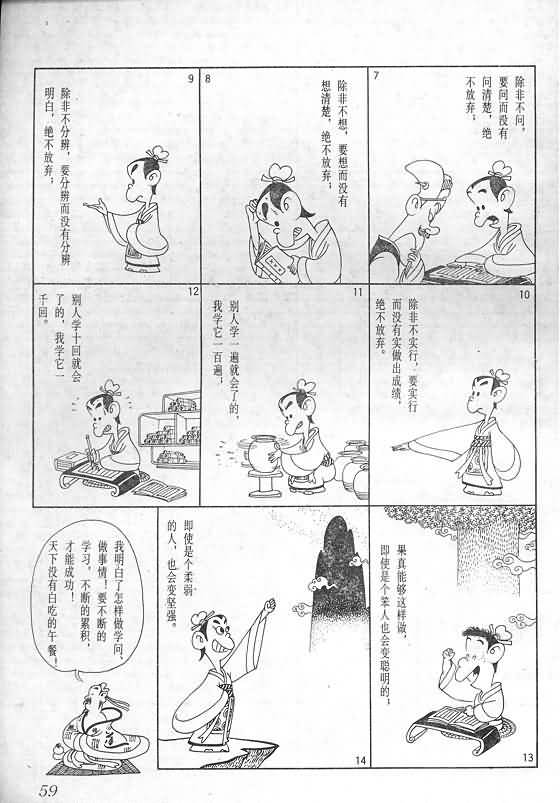 7
除非不问，
要问而没有
问清楚，绝
不放弃；
8
除非不想，要想而没有
想清楚，绝不放弃；
9
除非不分辨，要分辨而没有分辨
明白，绝不放弃；
10
除非不实行，要实行
而没有实做出成绩，
绝不放弃。
11
别人学一遍就会了的，
我学它一百遍；
12
别人学十回就会
了的，我学它一
千回。
13
果真能够这样做，
即使是个笨人也会变聪明的；
14
即使是个柔弱
的人，也会变坚强。
我明白了怎样做学问、
做事情！要不断的
学习，不断的累积，
才能成功！
天下没有白吃的午餐！
59